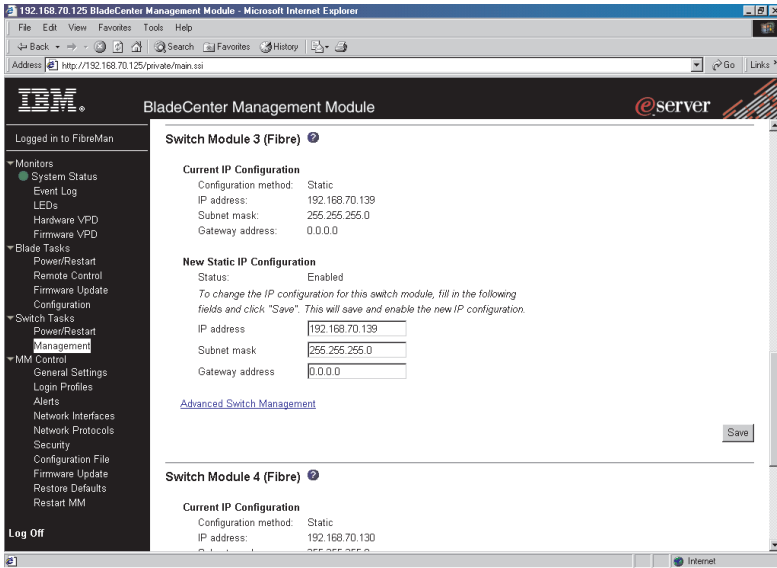 192.168.70.125 BladeCenter Management Module - Microsoft Internet Explorer
File Edit View Favorites Tools Help
Back Search Favorites History
Address http://192.168.70.125/private/main.ssi Go Links »
IBM® BladeCenter Management Module @server
Logged in to FibreMan
Monitors
System Status
Event Log
LEDs
Hardware VPD
Firmware VPD
Blade Tasks
Power/Restart
Remote Control
Firmware Update
Configuration
Switch Tasks
Power/Restart
Management
MM Control
General Settings
Login Profiles
Alerts
Network Interfaces
Network Protocols
Security
Configuration File
Firmware Update
Restore Defaults
Restart MM
Log Off
Switch Module 3 (Fibre) ?
Current IP Configuration
Configuration method: Static
IP address: 192.168.70.139
Subnet mask: 255.255.255.0
Gateway address: 0.0.0.0
New Static IP Configuration
Status: Enabled
To change the IP configuration for this switch module, fill in the following
fields and click "Save". This will save and enable the new IP configuration.
IP address 192.168.70.139
Subnet mask 255.255.255.0
Gateway address 0.0.0.0
Advanced Switch Management
Save
Switch Module 4 (Fibre) ?
Current IP Configuration
Configuration method: Static
IP address: 192.168.70.130
Internet